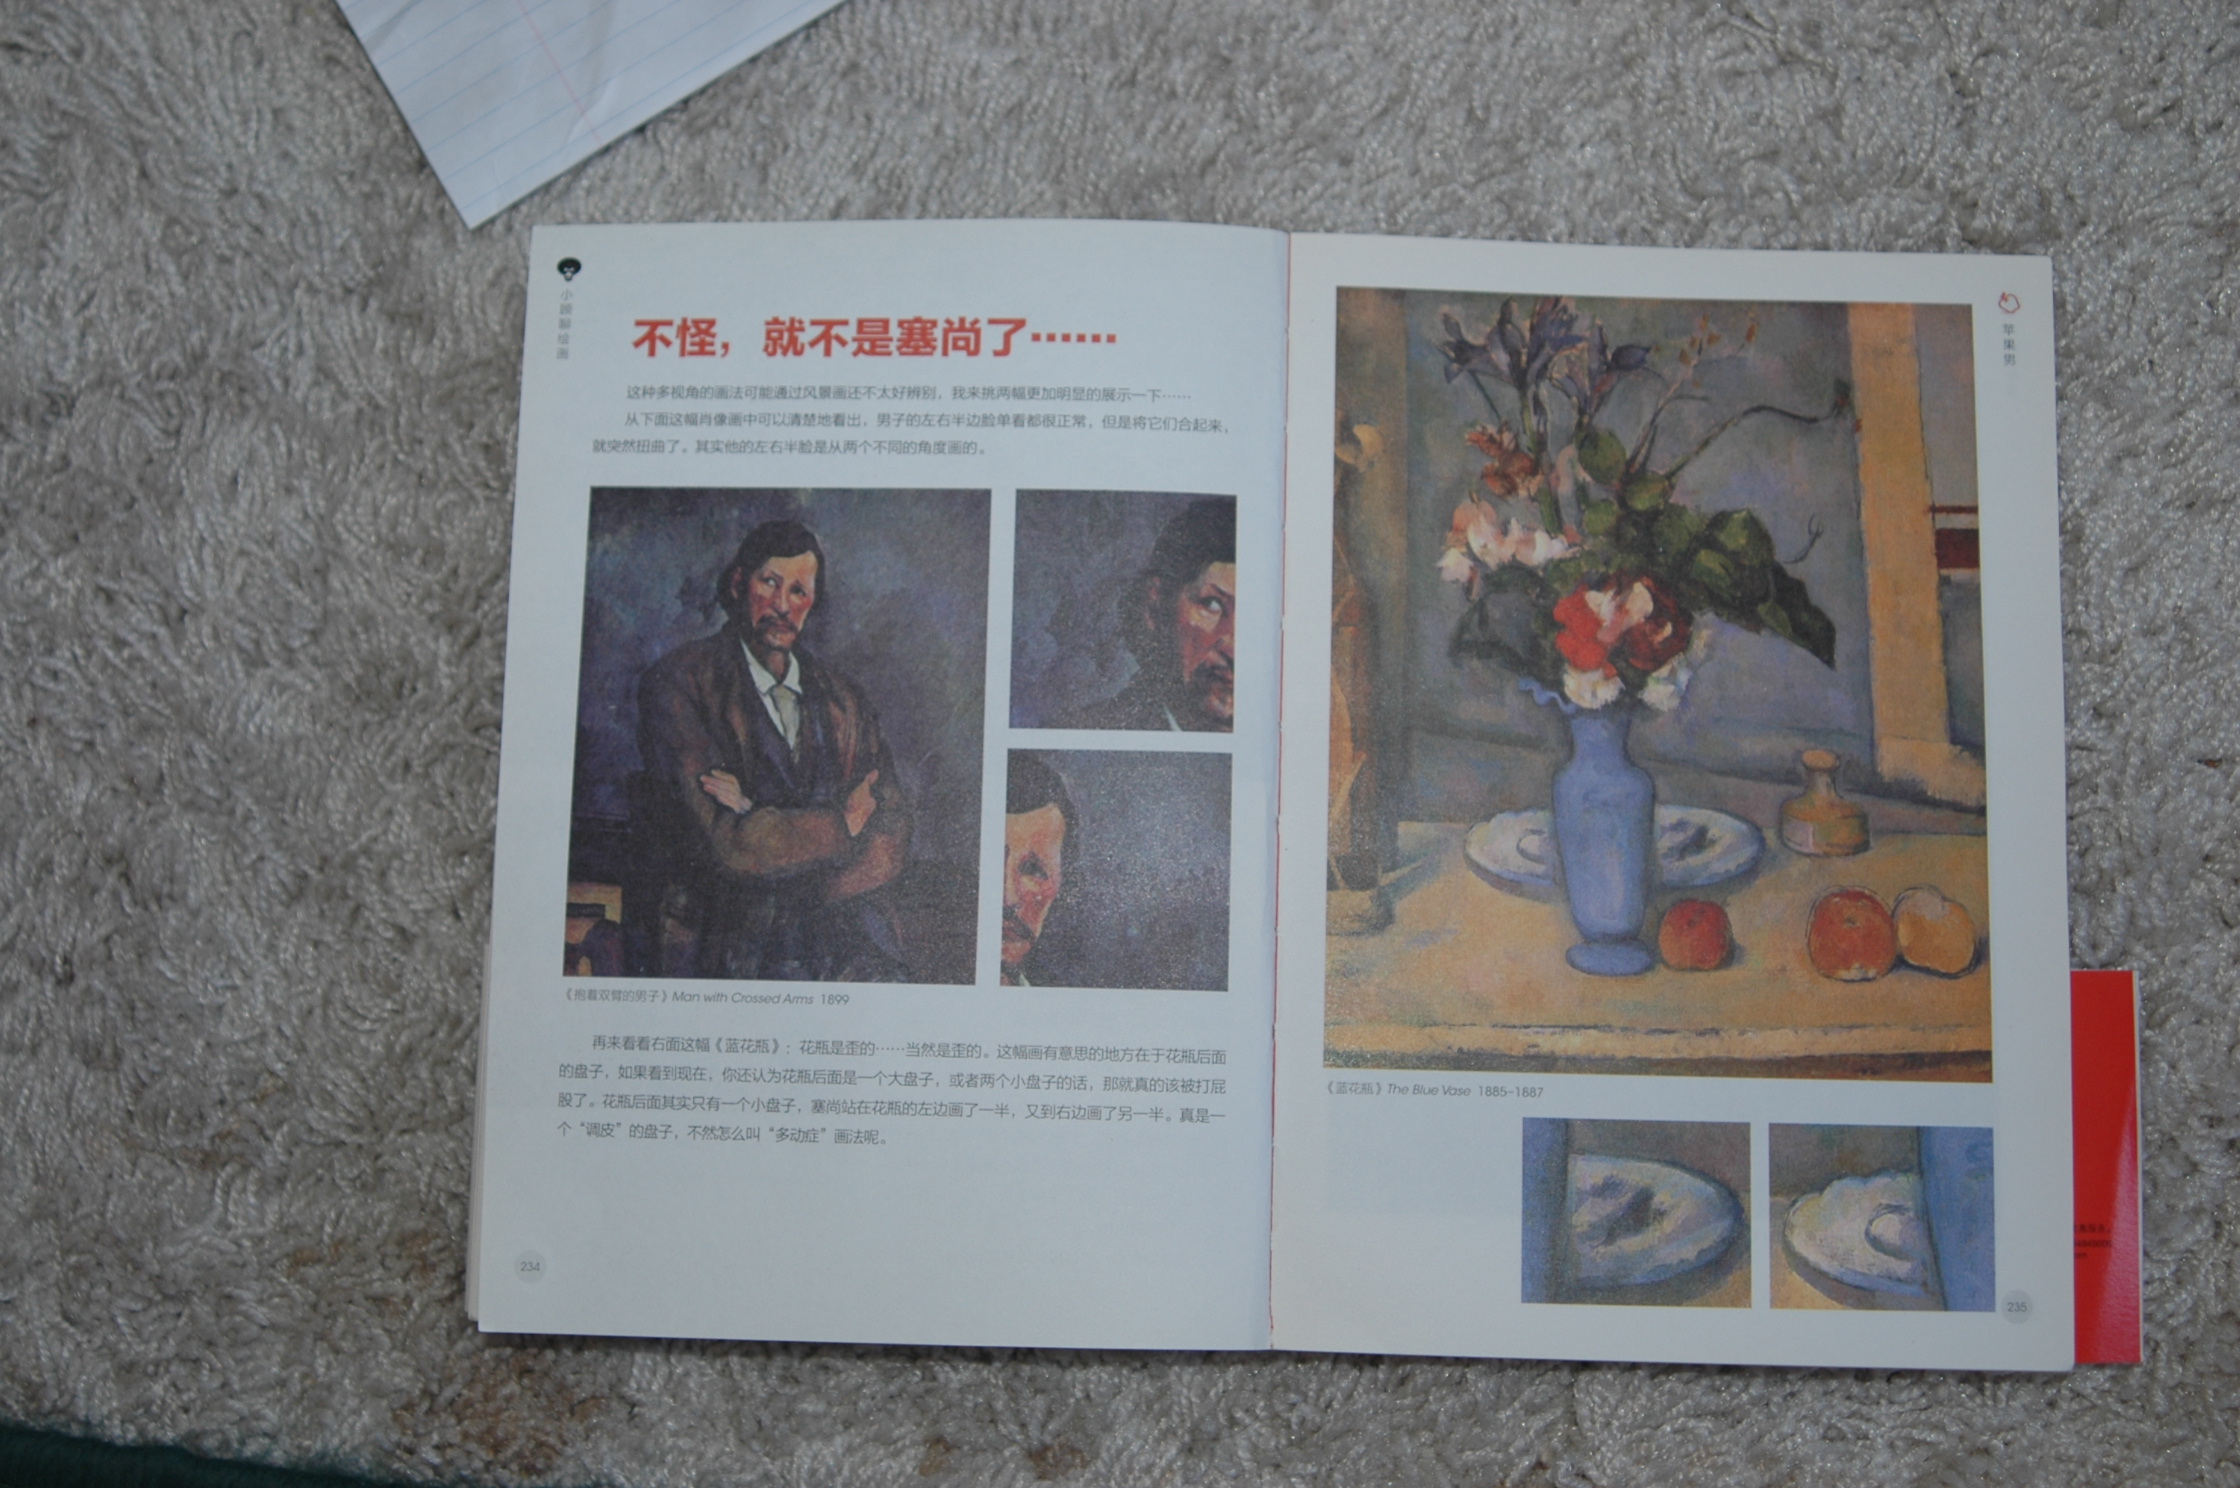 小顾聊绘画
不怪，就不是塞尚了……
这种多视角的画法可能通过风景画还不太好辨别，我来挑两幅更加明显的展示一下……
从下面这幅肖像画中可以清楚地看出，男子的左右半边脸单看都很正常，但是将它们合起来，
就突然扭曲了。其实他的左右半脸是从两个不同的角度画的。
《抱着双臂的男子》Man with Crossed Arms 1899
再来看看右面这幅《蓝花瓶》：花瓶是歪的……当然是歪的。这幅画有意思的地方在于花瓶后面
的盘子，如果看到现在，你还认为花瓶后面是一个大盘子，或者两个小盘子的话，那就真的该被打屁
股了。花瓶后面其实只有一个小盘子，塞尚站在花瓶的左边画了一半，又到右边画了另一半。真是一
个“调皮”的盘子，不然怎么叫“多动症”画法呢。
234
苹果男
《蓝花瓶》The Blue Vase 1885-1887
235